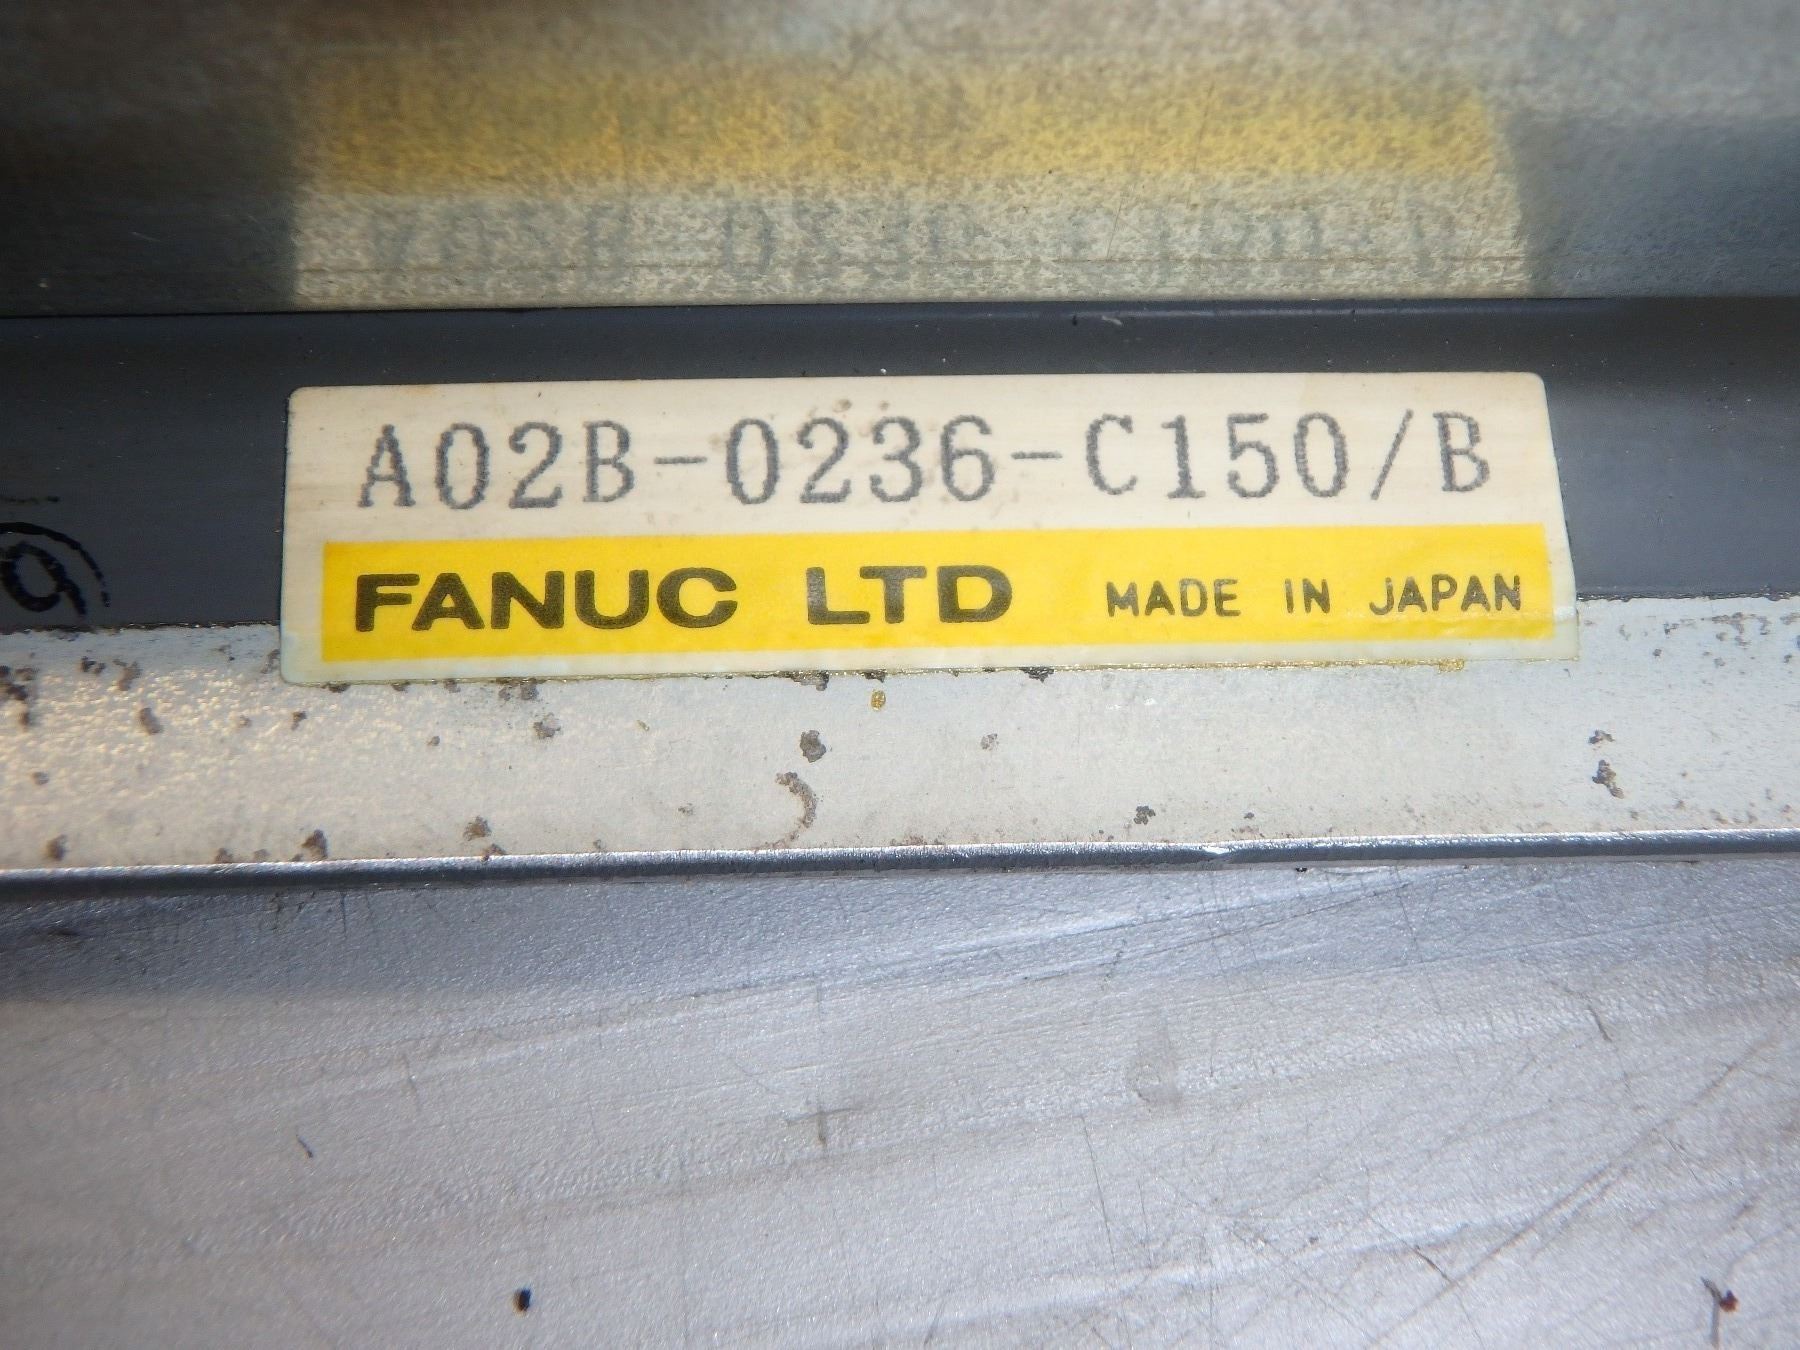 A02B-0236-C150/B
FANUC LTD MADE IN JAPAN